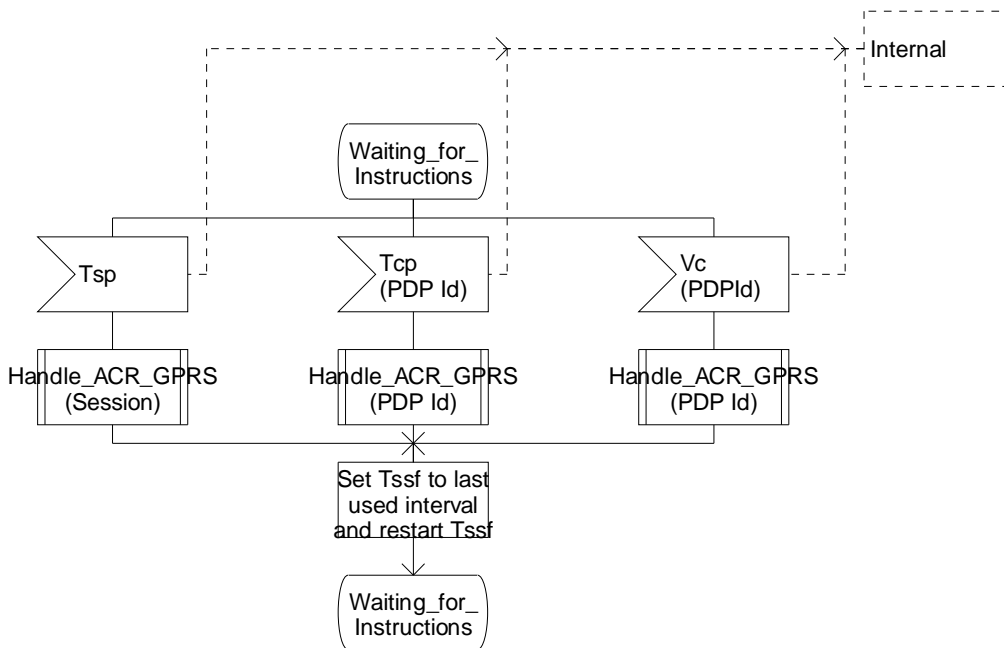 Internal
Waiting_for_
Instructions
Tsp
Tcp
(PDP Id)
Vc
(PDPId)
Handle_ACR_GPRS
(Session)
Handle_ACR_GPRS
(PDP Id)
Handle_ACR_GPRS
(PDP Id)
Set Tssf to last
used interval
and restart Tssf
Waiting_for_
Instructions